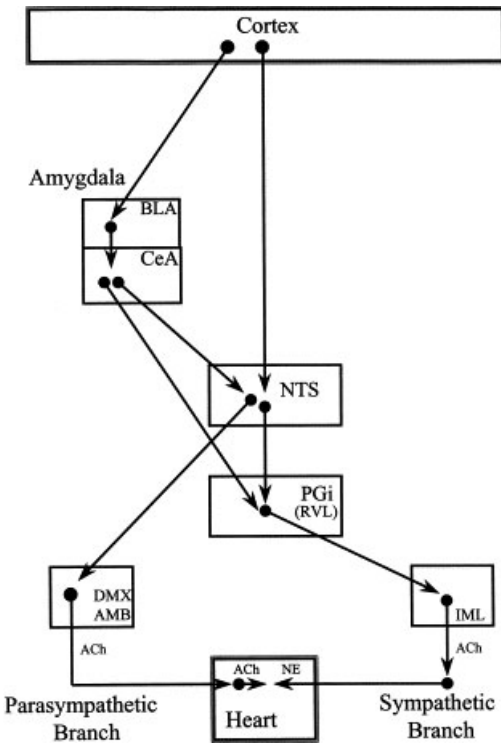 Cortex
Amygdala
BLA
CeA
NTS
PGi
(RVL)
DMX
AMB
IML
ACh
ACh
ACh NE
Parasympathetic
Branch
Heart
Sympathetic
Branch